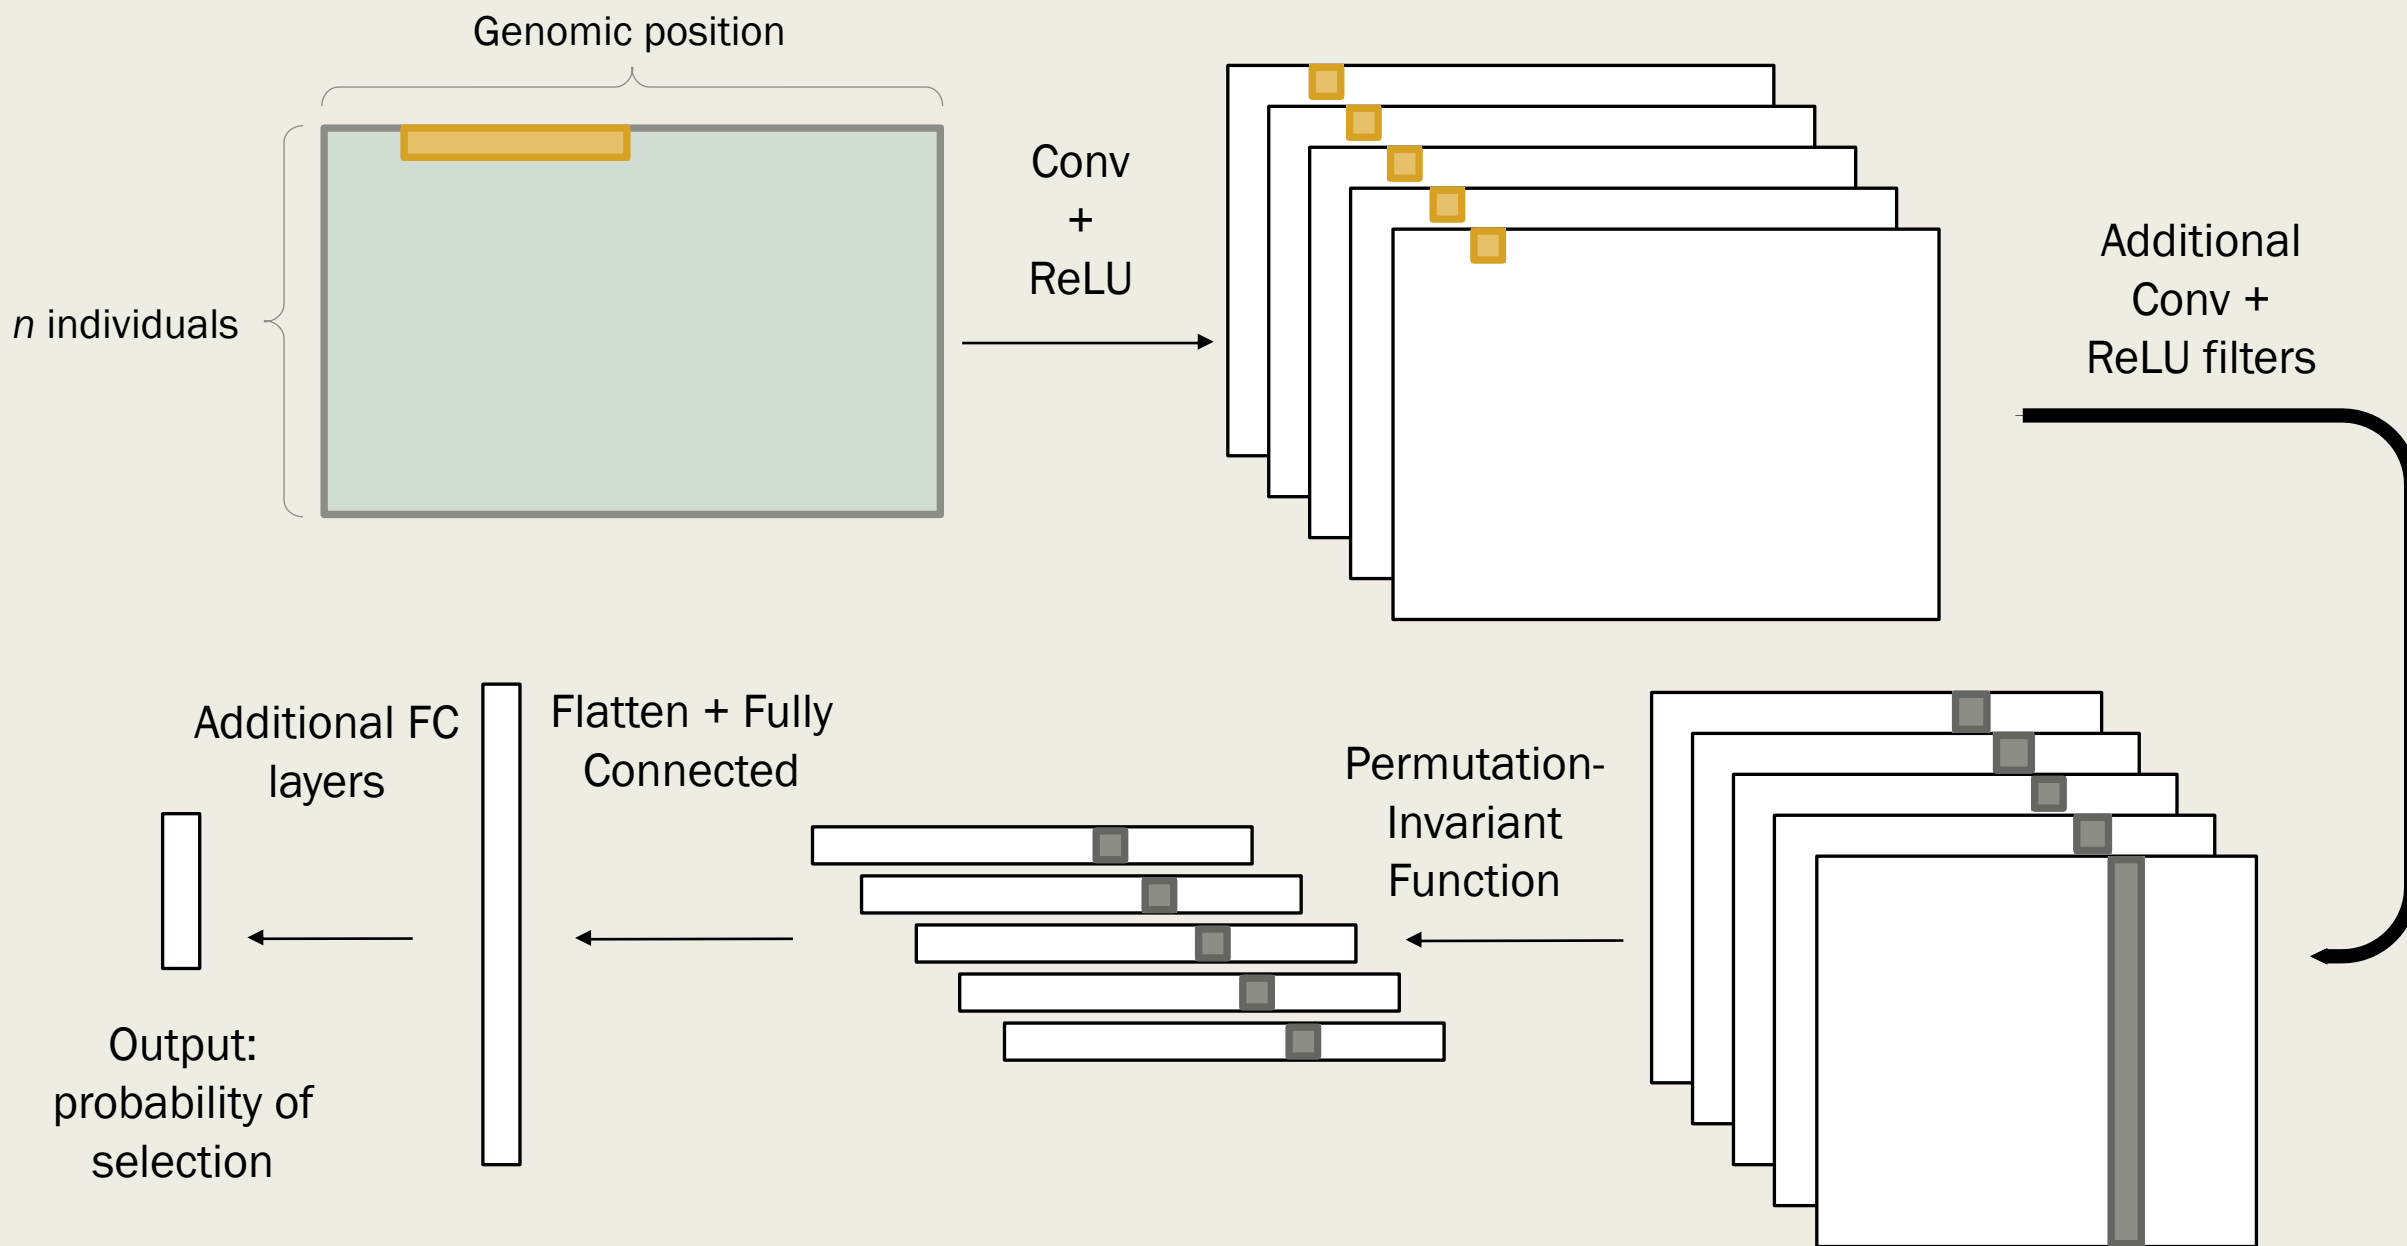 Genomic position
n individuals
Conv
+
ReLU
Additional
Conv +
ReLU filters
Permutation-
Invariant
Function
Flatten + Fully
Connected
Additional FC
layers
Output:
probability of
selection